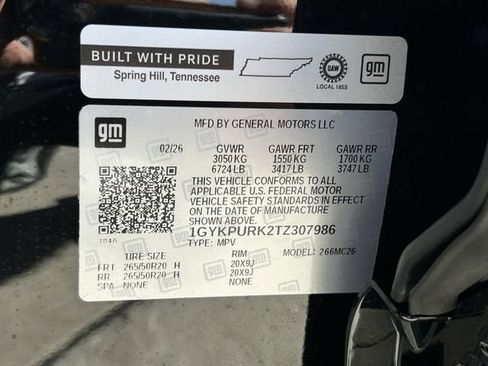 BUILT WITH PRIDE
Spring Hill, Tennessee
UAW
LOCAL 1853
gm
gm
MFD BY GENERAL MOTORS LLC
02/26 GVWR GAWR FRT GAWR RR
3050 KG 1550 KG 1700 KG
6724 LB 3417 LB 3747 LB
THIS VEHICLE CONFORMS TO ALL
APPLICABLE U.S. FEDERAL MOTOR
VEHICLE SAFETY STANDARDS IN EFFECT
ON THE DATE OF MANUFACTURE
SHOWN ABOVE.
1GYKPURK2TZ307986
TYPE: MPV MODEL: 266MC26
TIRE SIZE RIM
FRT 265/50R20 H 20X9J
RR 265/50R20 H 20X9J
SPA NONE NONE